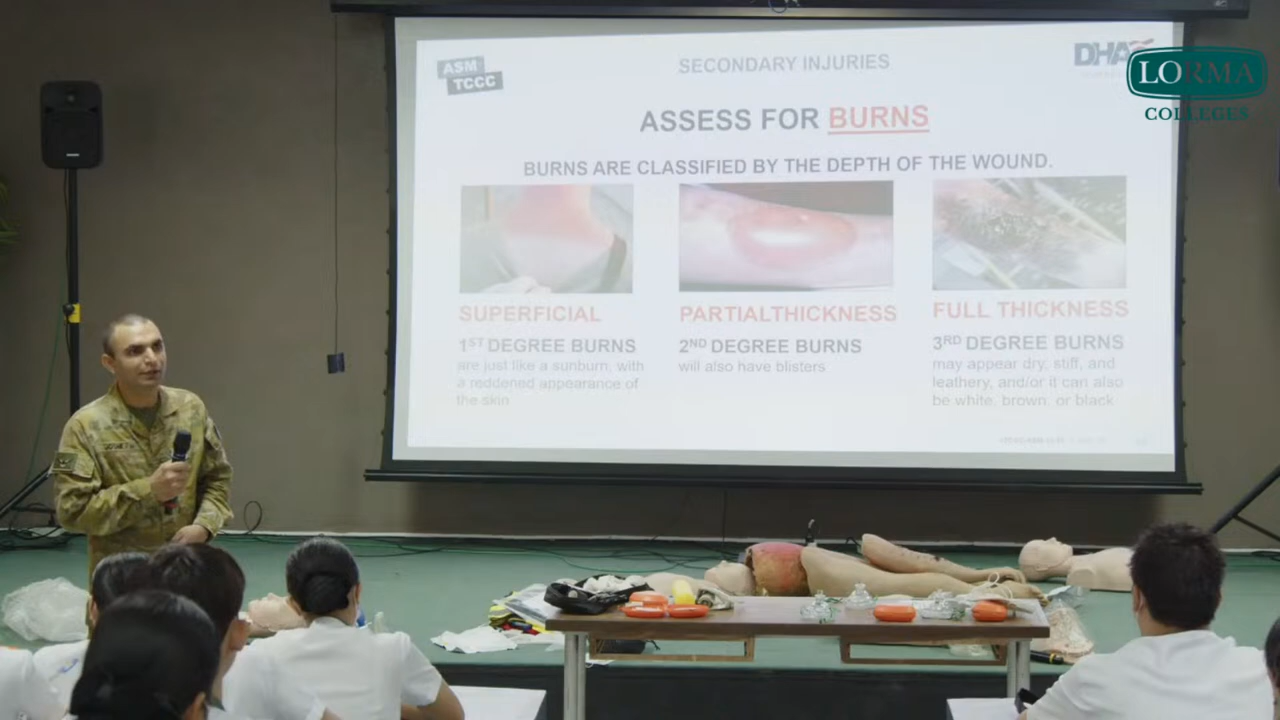 ASM
TCCC
SECONDARY INJURIES
DHA
LORMA
COLLEGES
ASSESS FOR BURNS
BURNS ARE CLASSIFIED BY THE DEPTH OF THE WOUND.
SUPERFICIAL
1ST DEGREE BURNS
are just like a sunburn, with
a reddened appearance of
the skin
PARTIALTHICKNESS
2ND DEGREE BURNS
will also have blisters
FULL THICKNESS
3RD DEGREE BURNS
may appear dry, stiff, and
leathery, and/or it can also
be white, brown, or black